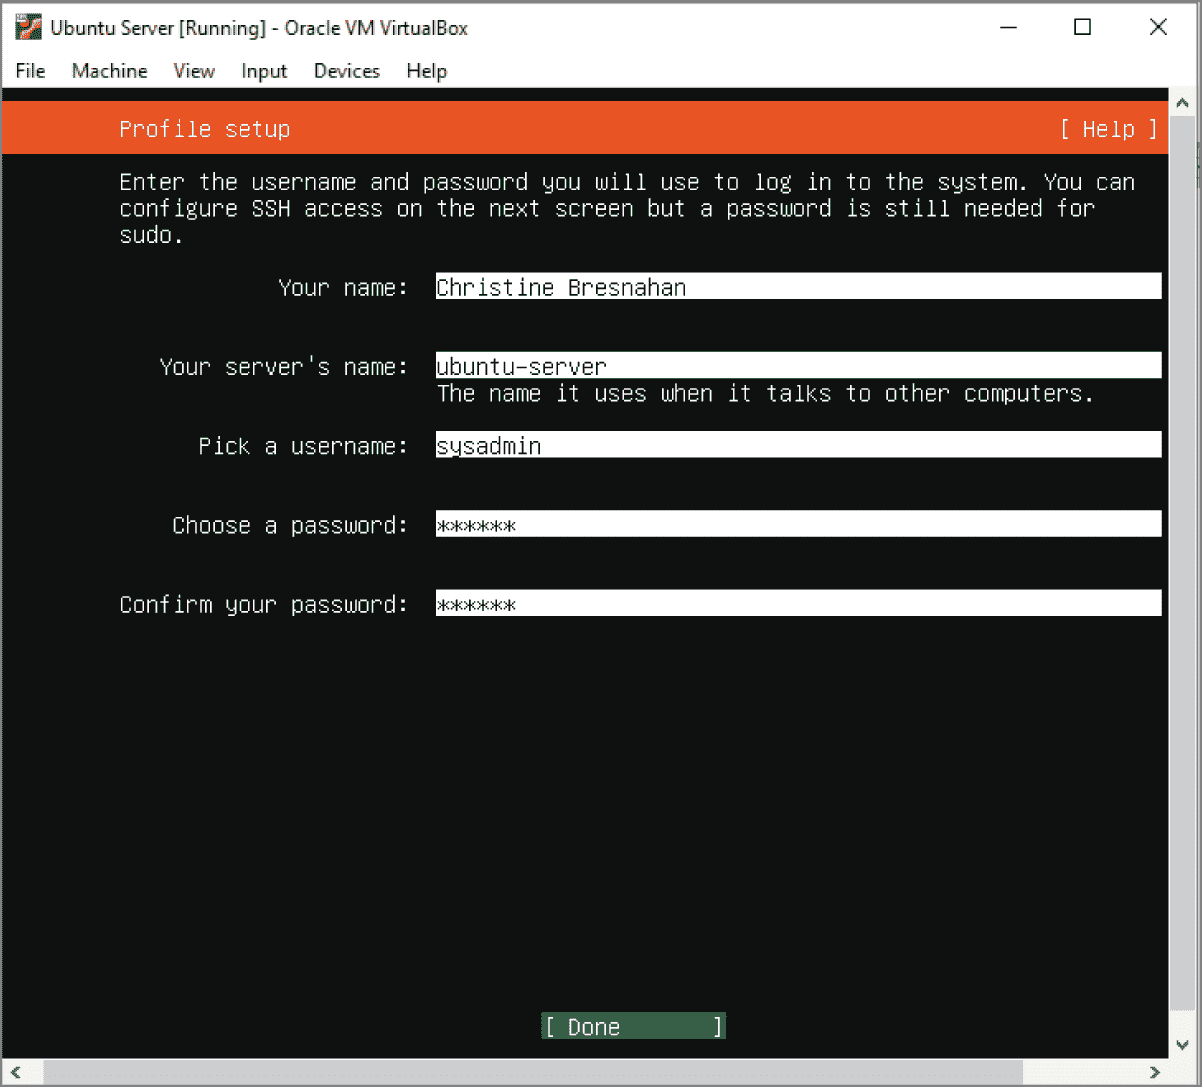 Ubuntu Server [Running] - Oracle VM VirtualBox
File Machine View Input Devices Help
Profile setup [ Help ]
Enter the username and password you will use to log in to the system. You can
configure SSH access on the next screen but a password is still needed for
sudo.
Your name: Christine Bresnahan
Your server's name: ubuntu-server
The name it uses when it talks to other computers.
Pick a username: sysadmin
Choose a password: ******
Confirm your password: ******
[ Done ]